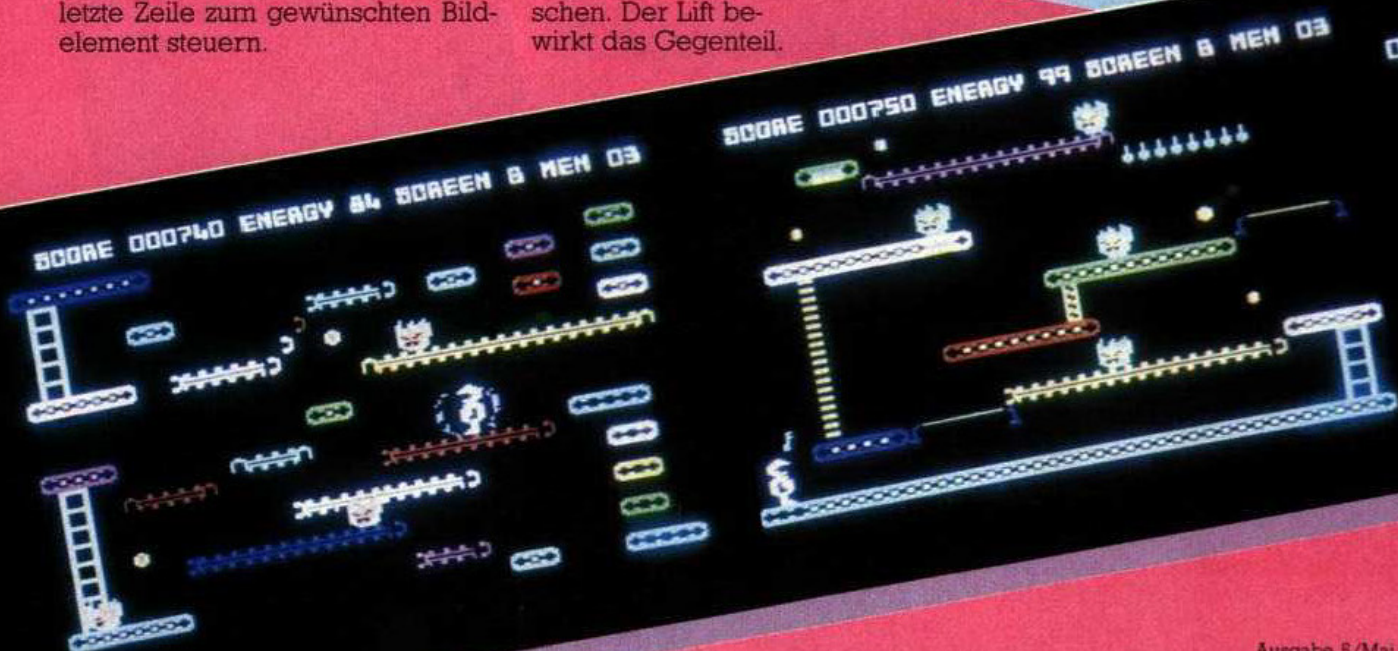 letzte Zeile zum gewünschten Bild-
element steuern.
schen. Der Lift be-
wirkt das Gegenteil.
SCORE 000740 ENERGY 84 SCREEN 8 MEN 03
SCORE 000750 ENERGY 99 SCREEN 8 MEN 03